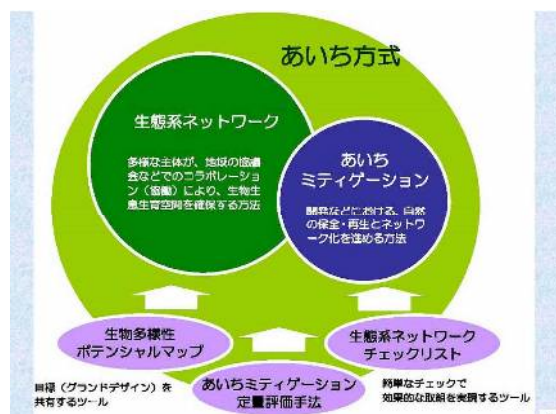 あいち方式
生態系ネットワーク
多様な主体が、地域の協議
会などでのコラボレーショ
ン（協働）により、生物生
息生育空間を確保する方法
あいち
ミティゲーション
開発などにおける、自然
の保全・再生とネットワ
ーク化を進める方法
生物多様性
ポテンシャルマップ
生態系ネットワーク
チェックリスト
目標（グランドデザイン）を
共有するツール
あいちミティゲーション
定量評価手法
簡単なチェックで
効果的な取組を実現するツール